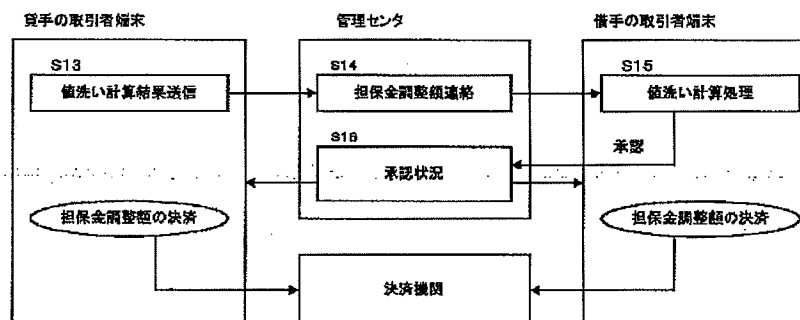 貸手の取引者端末
管理センタ
借手の取引者端末
S13
値洗い計算結果送信
S14
担保金調整額連絡
S15
値洗い計算処理
S16
承認状況
承認
担保金調整額の決済
担保金調整額の決済
決済機関